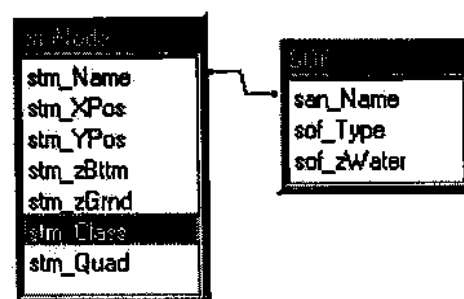 stm_Name
stm_XPos
stm_YPos
stm_zBttm
stm_zGrnd
stm_Class
stm_Quad
san_Name
sof_Type
sof_zWater